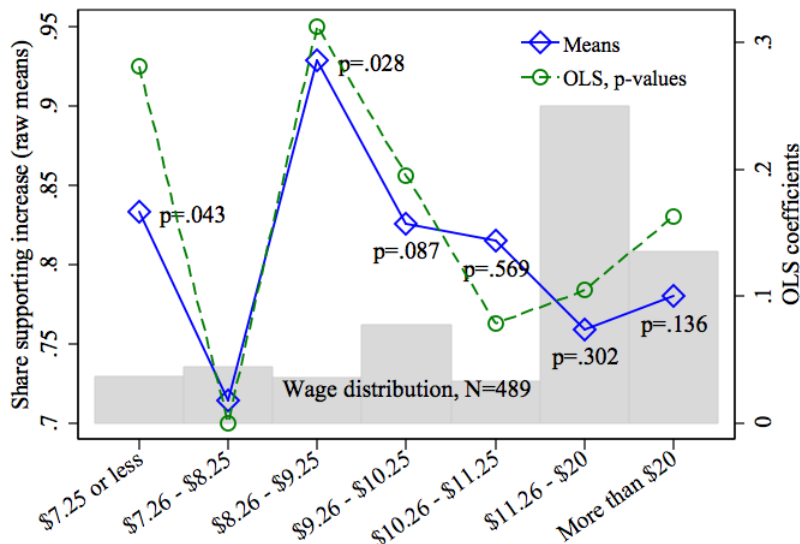 Share supporting increase (raw means)
.95
.9
.85
.8
.75
.7
Means
OLS, p-values
p=.043
p=.028
p=.087
p=.569
p=.302
p=.136
Wage distribution, N=489
.3
.2
.1
0
OLS coefficients
$7.25 or less
$7.26 - $8.25
$8.26 - $9.25
$9.26 - $10.25
$10.26 - $11.25
$11.26 - $20
More than $20